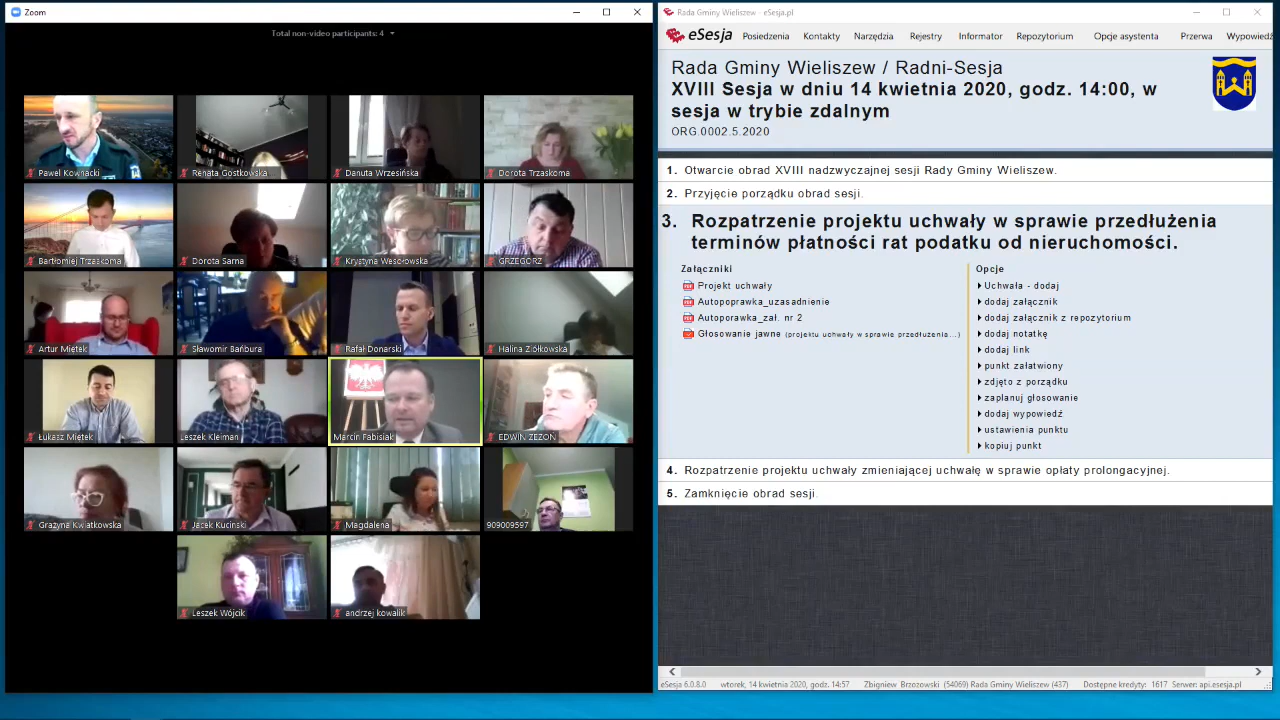 Zoom
Total non-video participants: 4
Paweł Kownacki
Renata Gostkowska
Danuta Wrzesińska
Dorota Trzaskoma
Bartłomiej Trzaskoma
Dorota Sarna
Krystyna Wesołowska
GRZEGORZ
Artur Miętek
Sławomir Bańbura
Rafał Donarski
Halina Ziółkowska
Łukasz Miętek
Leszek Kleiman
Marcin Fabisiak
EDWIN ZEZOŃ
Grażyna Kwiatkowska
Jacek Kuciński
Magdalena
909009597
Leszek Wójcik
andrzej kowalik
Rada Gminy Wieliszew - eSesja.pl
eSesja Posiedzenia Kontakty Narzędzia Rejestry Informator Repozytorium Opcje asystenta Przerwa Wypowiedź
Rada Gminy Wieliszew / Radni-Sesja
XVIII Sesja w dniu 14 kwietnia 2020, godz. 14:00, w
sesja w trybie zdalnym
ORG.0002.5.2020
1. Otwarcie obrad XVIII nadzwyczajnej sesji Rady Gminy Wieliszew.
2. Przyjęcie porządku obrad sesji.
3. Rozpatrzenie projektu uchwały w sprawie przedłużenia
terminów płatności rat podatku od nieruchomości.
Załączniki
Projekt uchwały
Autopoprawka_uzasadnienie
Autoporawka_zał. nr 2
Głosowanie jawne (projektu uchwały w sprawie przedłużenia...)
Opcje
Uchwała - dodaj
dodaj załącznik
dodaj załącznik z repozytorium
dodaj notatkę
dodaj link
punkt załatwiony
zdjęto z porządku
zaplanuj głosowanie
dodaj wypowiedź
ustawienia punktu
kopiuj punkt
4. Rozpatrzenie projektu uchwały zmieniającej uchwałę w sprawie opłaty prolongacyjnej.
5. Zamknięcie obrad sesji.
eSesja 6.0.8.0 wtorek, 14 kwietnia 2020, godz. 14:57 Zbigniew Brzozowski (54069) Rada Gminy Wieliszew (437) Dostępne kredyty: 1617 Serwer: api.esesja.pl